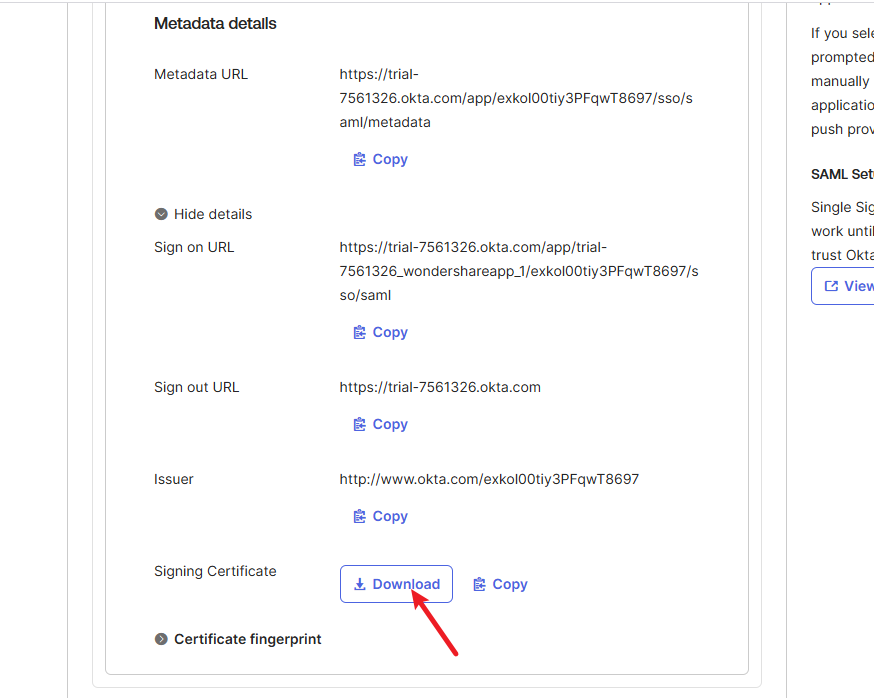 Metadata details
If you sele
prompted
manually
applicatio
push prov
Metadata URL
https://trial-
7561326.okta.com/app/exkol00tiy3PFqwT8697/sso/s
aml/metadata
Copy
SAML Set
Single Sig
work until
trust Okta
View
Hide details
Sign on URL
https://trial-7561326.okta.com/app/trial-
7561326_wondershareapp_1/exkol00tiy3PFqwT8697/s
so/saml
Copy
Sign out URL
https://trial-7561326.okta.com
Copy
Issuer
http://www.okta.com/exkol00tiy3PFqwT8697
Copy
Signing Certificate
Download
Copy
Certificate fingerprint